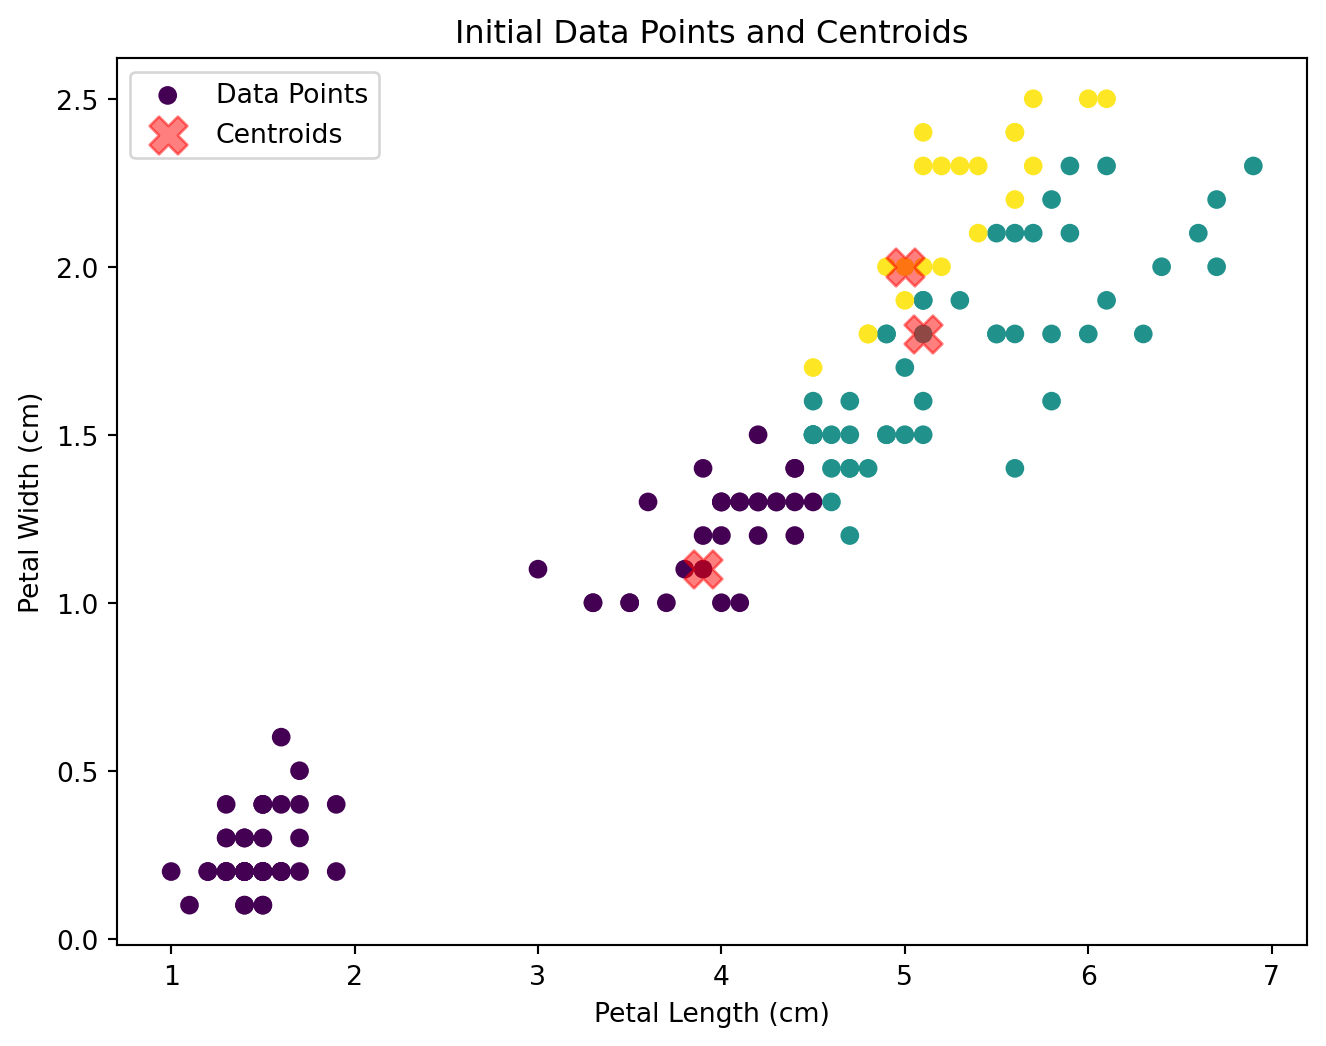 Initial Data Points and Centroids
Data Points
Centroids
2.5
2.0
1.5
1.0
0.5
0.0
Petal Width (cm)
1 2 3 4 5 6 7
Petal Length (cm)